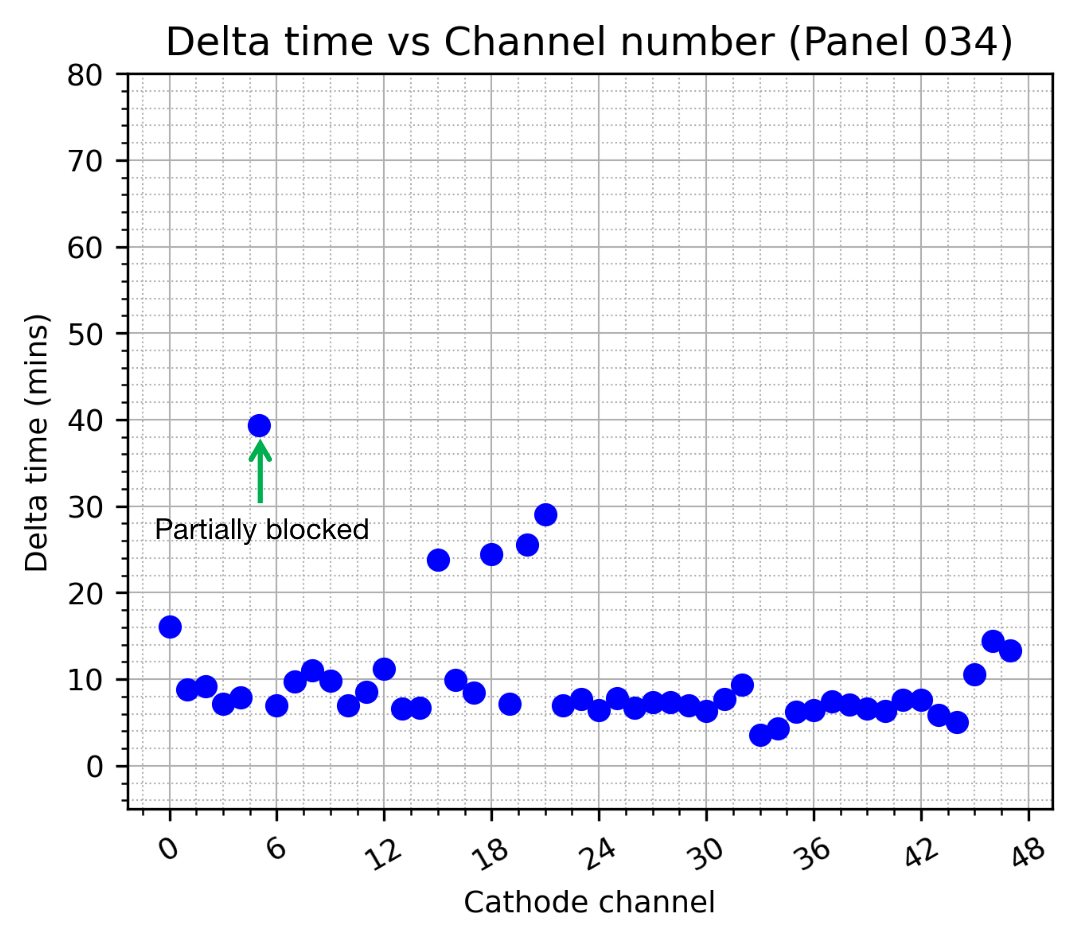 Delta time vs Channel number (Panel 034)
80
70
60
50
40
30
20
10
0
Delta time (mins)
Partially blocked
0 6 12 18 24 30 36 42 48
Cathode channel